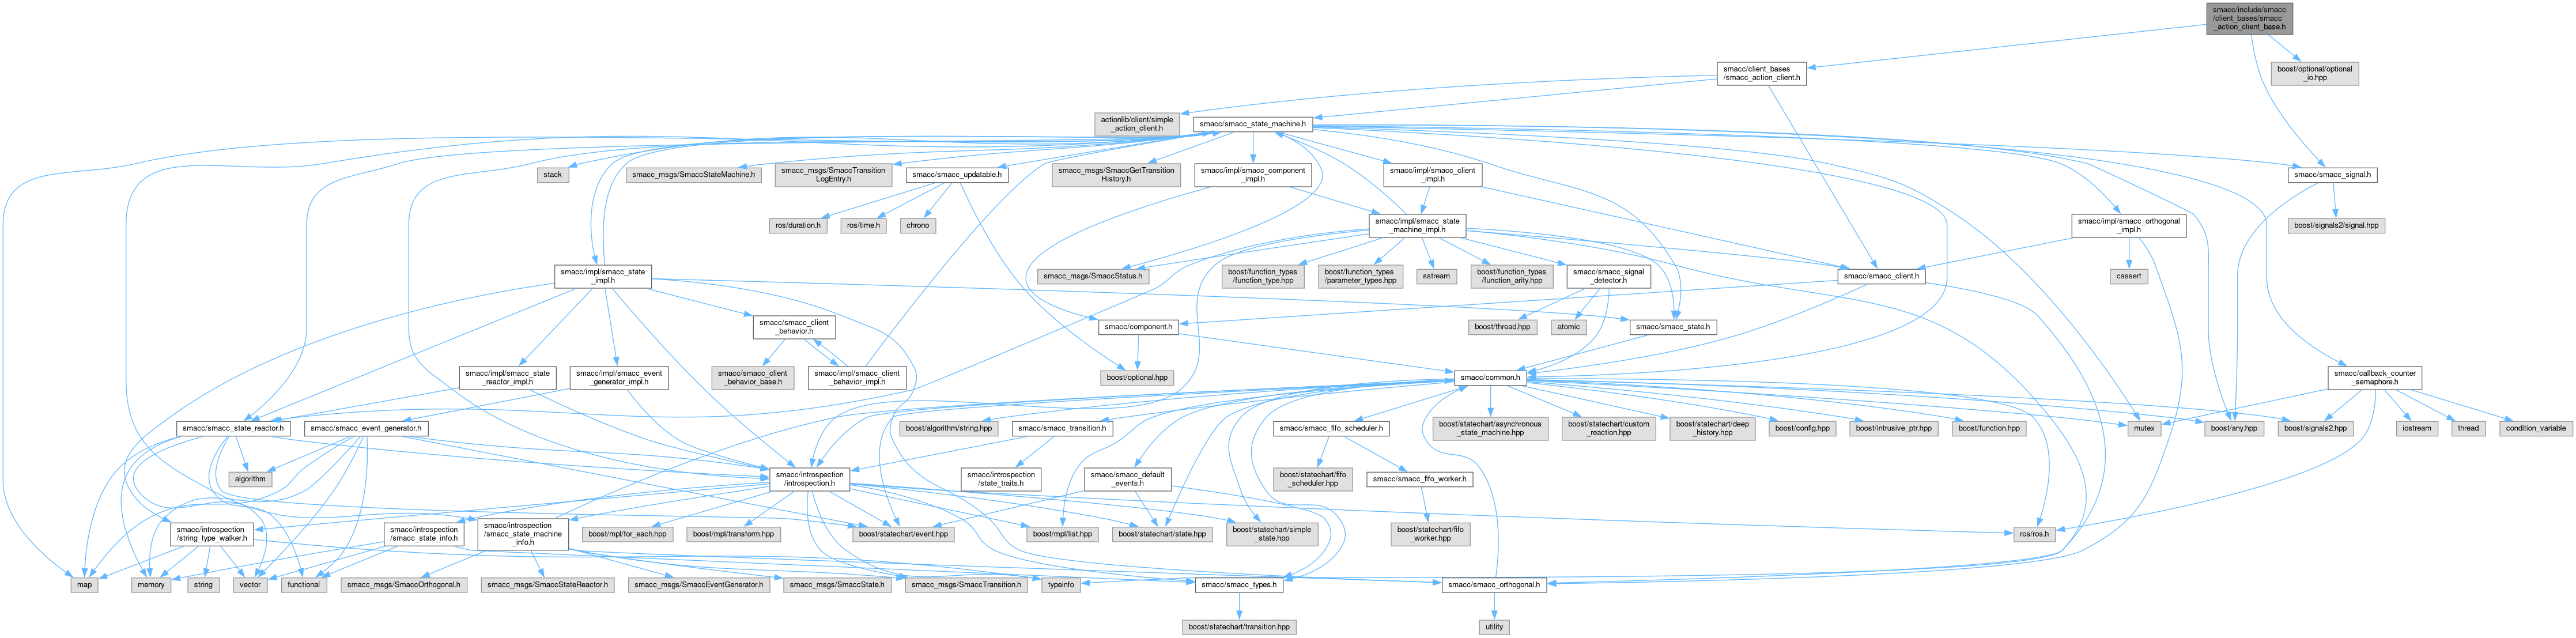 smacc/include/smacc
/client_bases/smacc
_action_client_base.h
smacc/client_bases
/smacc_action_client.h
boost/optional/optional
_io.hpp
actionlib/client/simple
_action_client.h
smacc/smacc_state_machine.h
stack
smacc_msgs/SmaccStateMachine.h
smacc_msgs/SmaccTransition
LogEntry.h
smacc/smacc_updatable.h
smacc_msgs/SmaccGetTransition
History.h
smacc/impl/smacc_component
_impl.h
smacc/impl/smacc_client
_impl.h
smacc/smacc_signal.h
ros/duration.h
ros/time.h
chrono
smacc/impl/smacc_state
_machine_impl.h
smacc/impl/smacc_orthogonal
_impl.h
boost/signals2/signal.hpp
smacc/impl/smacc_state
_impl.h
smacc_msgs/SmaccStatus.h
boost/function_types
/function_type.hpp
boost/function_types
/parameter_types.hpp
sstream
boost/function_types
/function_arity.hpp
smacc/smacc_signal
_detector.h
smacc/smacc_client.h
cassert
smacc/smacc_client
_behavior.h
smacc/component.h
boost/thread.hpp
atomic
smacc/smacc_state.h
smacc/impl/smacc_state
_reactor_impl.h
smacc/impl/smacc_event
_generator_impl.h
smacc/smacc_client
_behavior_base.h
smacc/impl/smacc_client
_behavior_impl.h
boost/optional.hpp
smacc/common.h
smacc/callback_counter
_semaphore.h
smacc/smacc_state_reactor.h
smacc/smacc_event_generator.h
boost/algorithm/string.hpp
smacc/smacc_transition.h
smacc/smacc_fifo_scheduler.h
boost/statechart/asynchronous
_state_machine.hpp
boost/statechart/custom
_reaction.hpp
boost/statechart/deep
_history.hpp
boost/config.hpp
boost/intrusive_ptr.hpp
boost/function.hpp
mutex
boost/any.hpp
boost/signals2.hpp
iostream
thread
condition_variable
algorithm
smacc/introspection
/introspection.h
smacc/introspection
/state_traits.h
smacc/smacc_default
_events.h
boost/statechart/fifo
_scheduler.hpp
smacc/smacc_fifo_worker.h
smacc/introspection
/string_type_walker.h
smacc/introspection
/smacc_state_info.h
smacc/introspection
/smacc_state_machine
_info.h
boost/mpl/for_each.hpp
boost/mpl/transform.hpp
boost/statechart/event.hpp
boost/mpl/list.hpp
boost/statechart/state.hpp
boost/statechart/simple
_state.hpp
boost/statechart/fifo
_worker.hpp
ros/ros.h
map
memory
string
vector
functional
smacc_msgs/SmaccOrthogonal.h
smacc_msgs/SmaccStateReactor.h
smacc_msgs/SmaccEventGenerator.h
smacc_msgs/SmaccState.h
smacc_msgs/SmaccTransition.h
typeinfo
smacc/smacc_types.h
smacc/smacc_orthogonal.h
boost/statechart/transition.hpp
utility